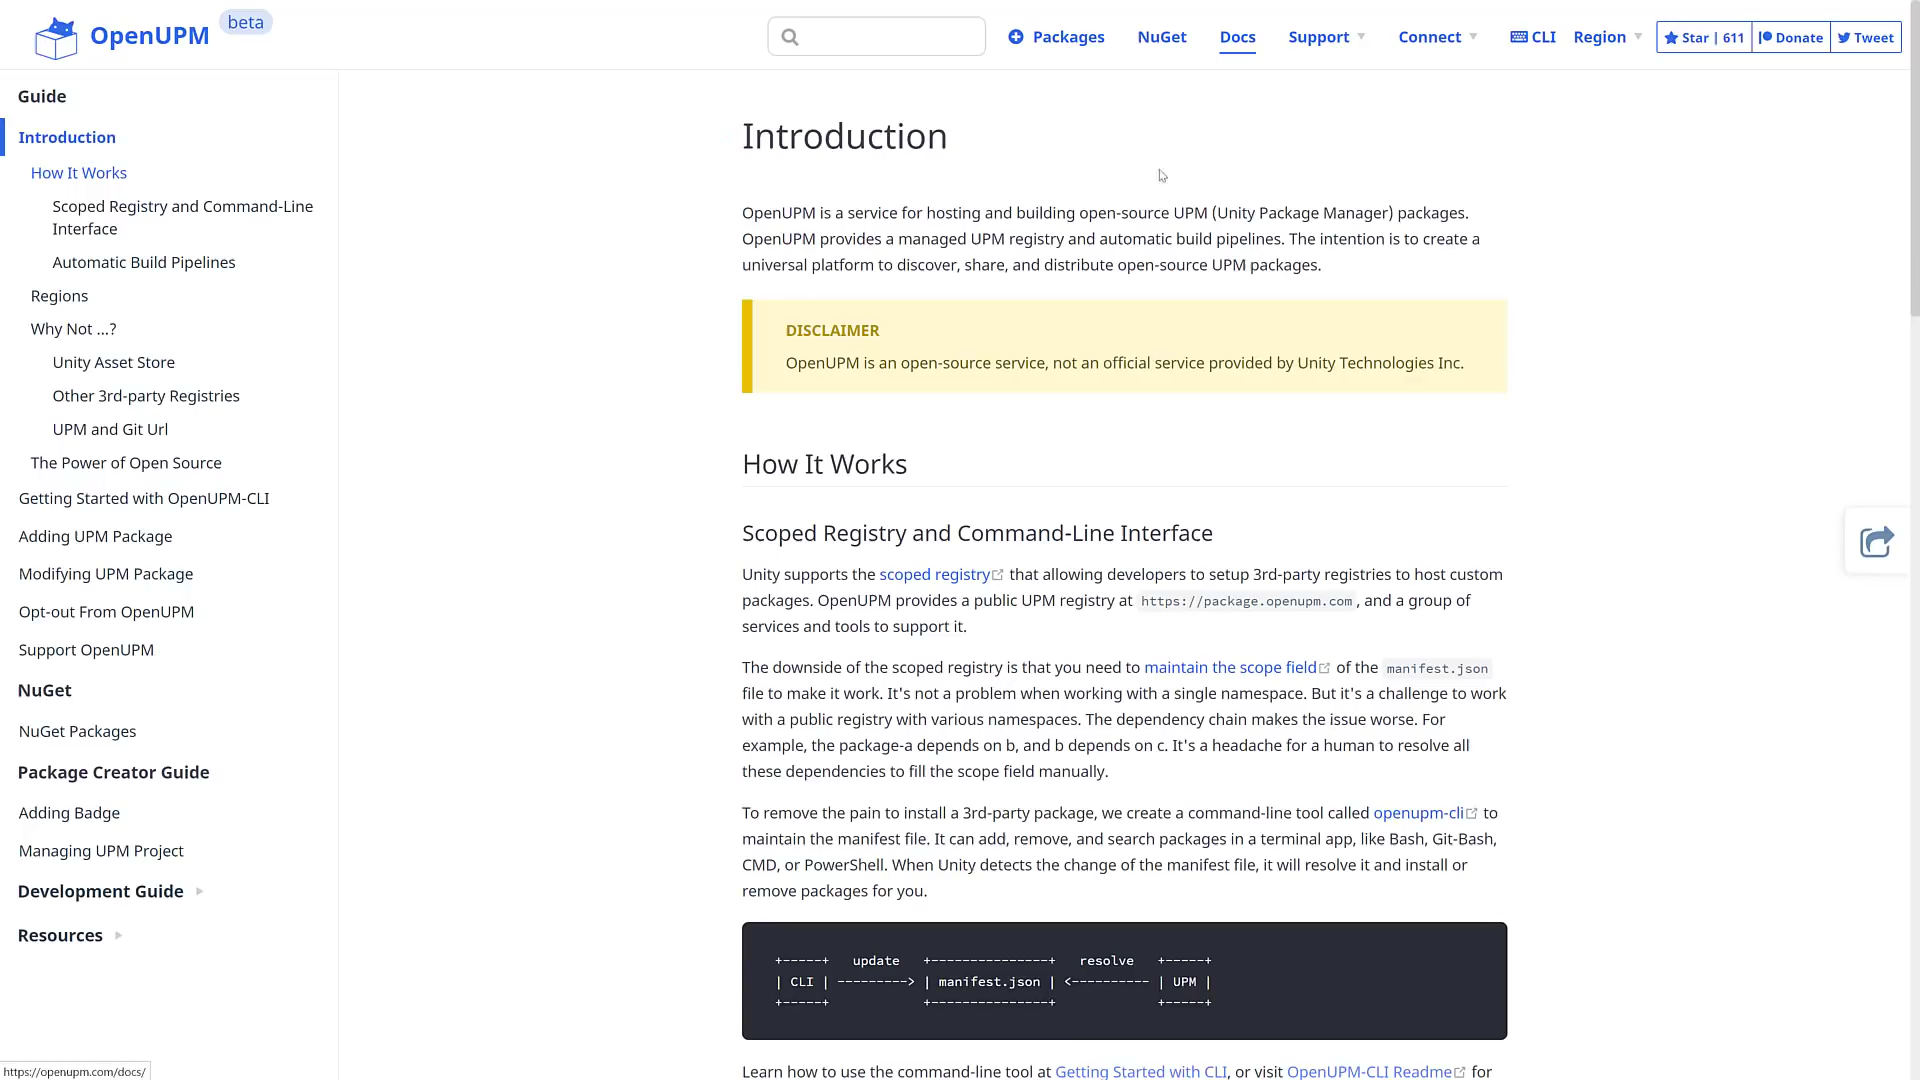 OpenUPM
beta
Packages
NuGet
Docs
Support
Connect
CLI
Region
Star | 611
Donate
Tweet
Guide
Introduction
How It Works
Scoped Registry and Command-Line
Interface
Automatic Build Pipelines
Regions
Why Not ...?
Unity Asset Store
Other 3rd-party Registries
UPM and Git Url
The Power of Open Source
Getting Started with OpenUPM-CLI
Adding UPM Package
Modifying UPM Package
Opt-out From OpenUPM
Support OpenUPM
NuGet
NuGet Packages
Package Creator Guide
Adding Badge
Managing UPM Project
Development Guide
Resources
Introduction
OpenUPM is a service for hosting and building open-source UPM (Unity Package Manager) packages.
OpenUPM provides a managed UPM registry and automatic build pipelines. The intention is to create a
universal platform to discover, share, and distribute open-source UPM packages.
DISCLAIMER
OpenUPM is an open-source service, not an official service provided by Unity Technologies Inc.
How It Works
Scoped Registry and Command-Line Interface
Unity supports the scoped registry that allowing developers to setup 3rd-party registries to host custom
packages. OpenUPM provides a public UPM registry at https://package.openupm.com, and a group of
services and tools to support it.
The downside of the scoped registry is that you need to maintain the scope field of the manifest.json
file to make it work. It's not a problem when working with a single namespace. But it's a challenge to work
with a public registry with various namespaces. The dependency chain makes the issue worse. For
example, the package-a depends on b, and b depends on c. It's a headache for a human to resolve all
these dependencies to fill the scope field manually.
To remove the pain to install a 3rd-party package, we create a command-line tool called openupm-cli to
maintain the manifest file. It can add, remove, and search packages in a terminal app, like Bash, Git-Bash,
CMD, or PowerShell. When Unity detects the change of the manifest file, it will resolve it and install or
remove packages for you.
+-----+   update   +---------------+   resolve   +-----+
| CLI | ---------> | manifest.json | <---------- | UPM |
+-----+            +---------------+             +-----+
Learn how to use the command-line tool at Getting Started with CLI, or visit OpenUPM-CLI Readme for
https://openupm.com/docs/